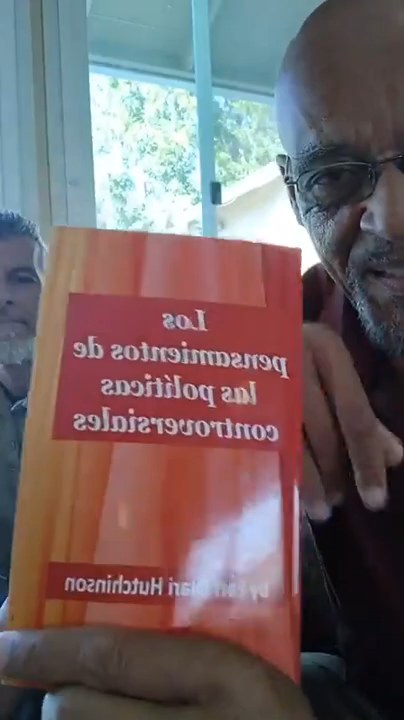 Los
pensamientos de
las políticas
controversiales
by Hutchinson